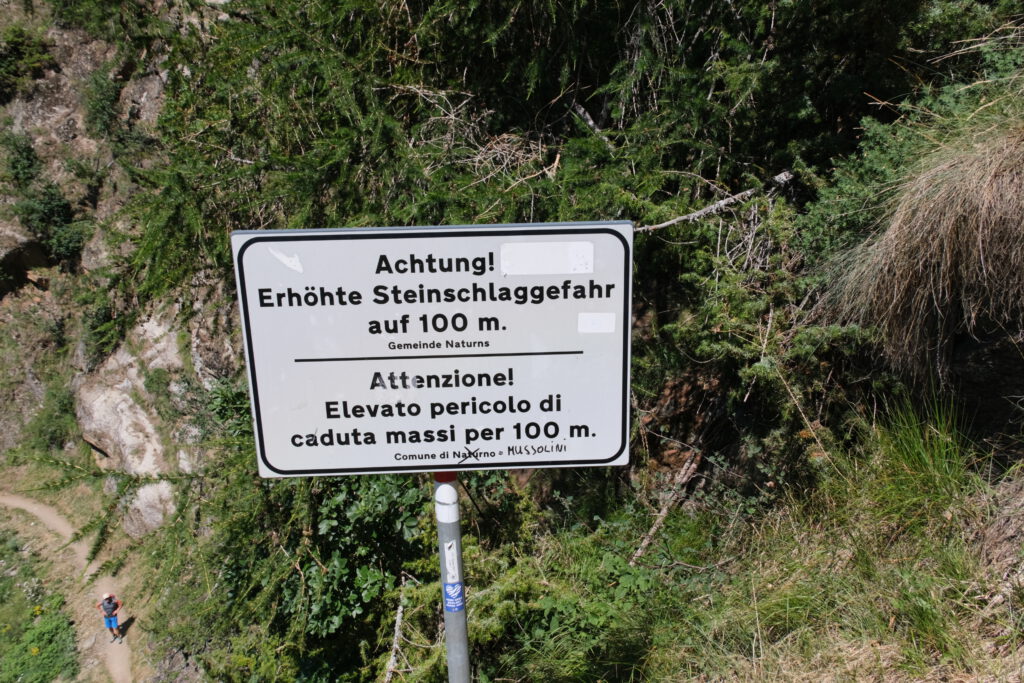 Achtung!
Erhöhte Steinschlaggefahr
auf 100 m.
Gemeinde Naturns
Attenzione!
Elevato pericolo di
caduta massi per 100 m.
Comune di Naturno MUSSOLINI